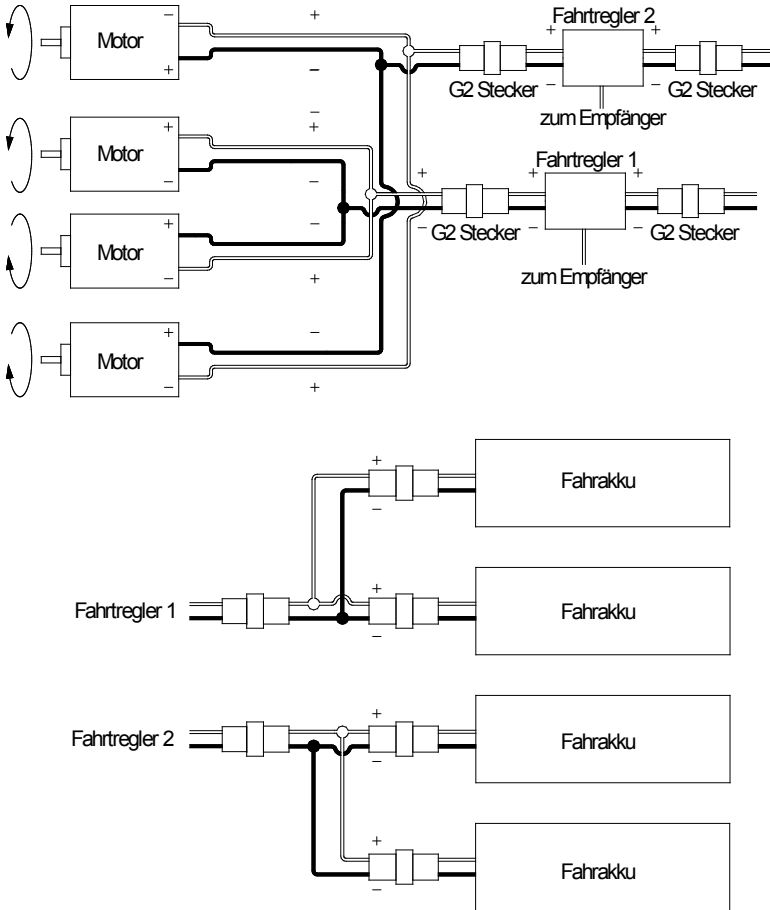 +
Fahrtregler 2
−
Motor
+
+
+
−
−
−
G2 Stecker
G2 Stecker
zum Empfänger
−
+
+
Motor
−
−
Fahrtregler 1
+
+
+
+
Motor
−
−
−
−
−
G2 Stecker
G2 Stecker
+
zum Empfänger
−
+
Motor
−
+
+
Fahrakku
−
+
Fahrtregler 1
Fahrakku
−
+
Fahrtregler 2
Fahrakku
−
+
Fahrakku
−